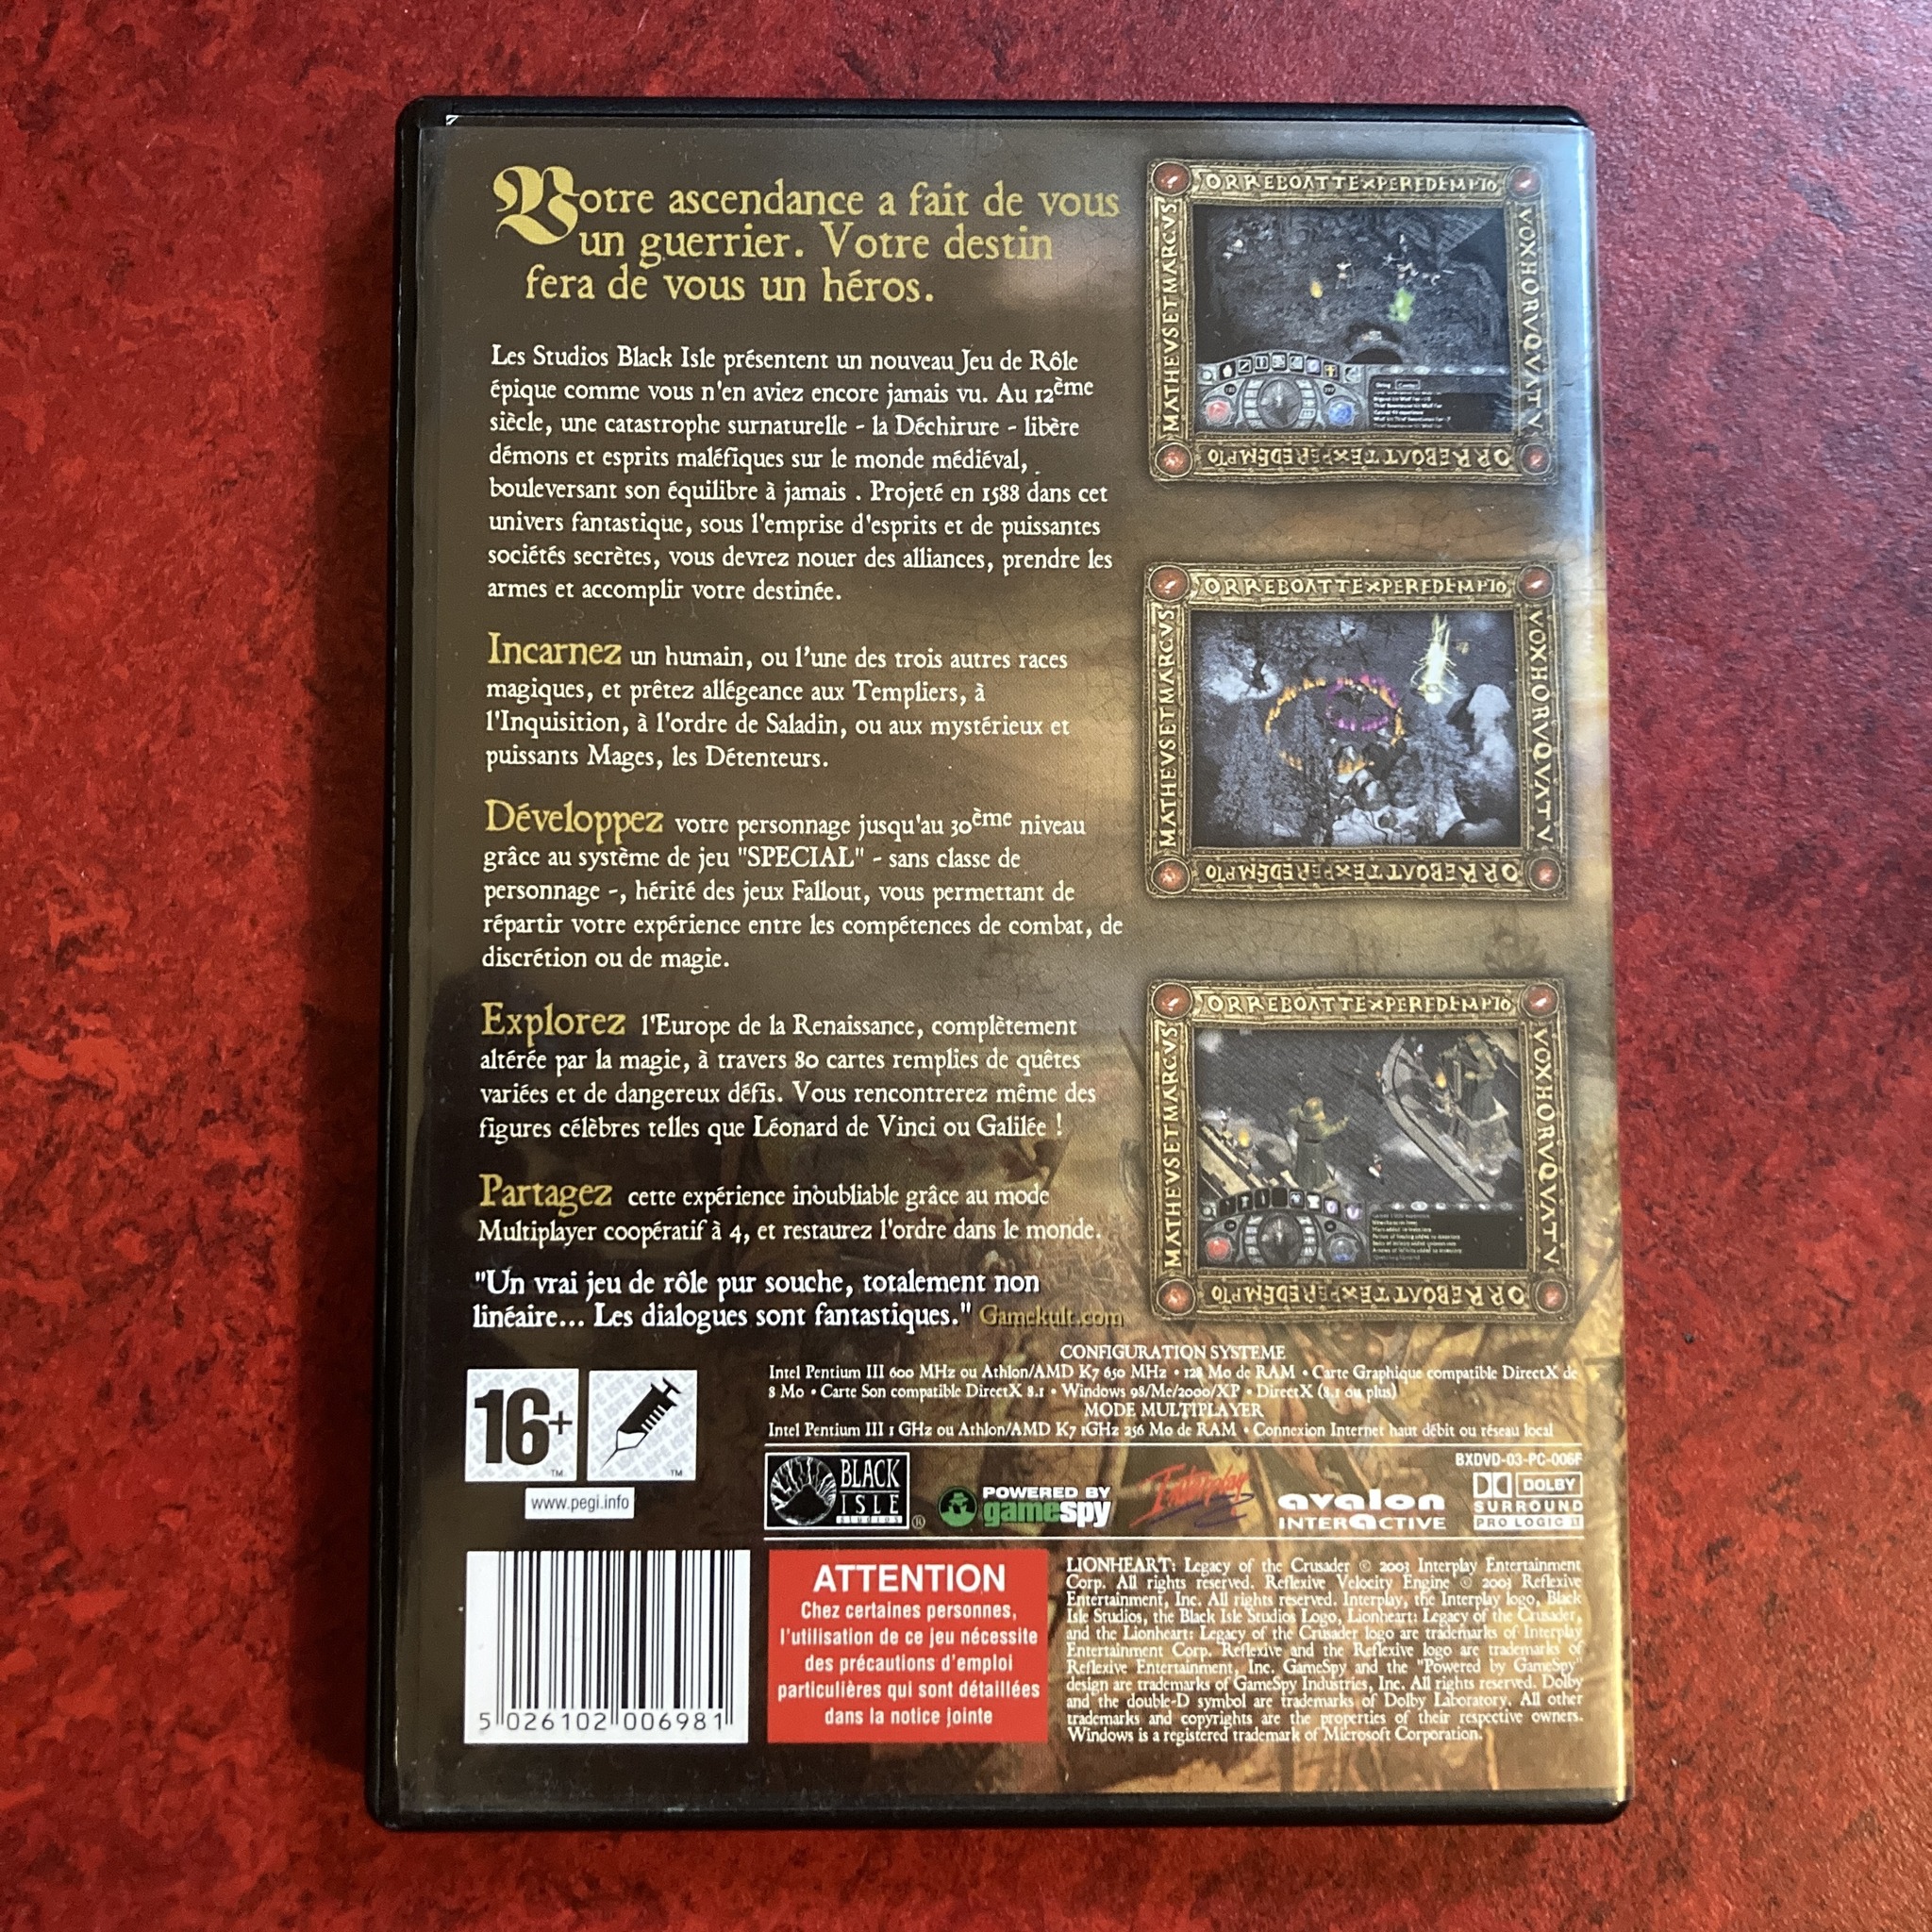 Votre ascendance a fait de vous
un guerrier. Votre destin
fera de vous un héros.
Les Studios Black Isle présentent un nouveau Jeu de Rôle
épique comme vous n'en aviez encore jamais vu. Au 12ème
siècle, une catastrophe surnaturelle - la Déchirure - libère
démons et esprits maléfiques sur le monde médiéval,
bouleversant son équilibre à jamais . Projeté en 1588 dans cet
univers fantastique, sous l'emprise d'esprits et de puissantes
sociétés secrètes, vous devrez nouer des alliances, prendre les
armes et accomplir votre destinée.
Incarnez un humain, ou l'une des trois autres races
magiques, et prêtez allégeance aux Templiers, à
l'Inquisition, à l'ordre de Saladin, ou aux mystérieux et
puissants Mages, les Détenteurs.
Développez votre personnage jusqu'au 30ème niveau
grâce au système de jeu "SPECIAL" - sans classe de
personnage -, hérité des jeux Fallout, vous permettant de
répartir votre expérience entre les compétences de combat, de
discrétion ou de magie.
Explorez l'Europe de la Renaissance, complètement
altérée par la magie, à travers 80 cartes remplies de quêtes
variées et de dangereux défis. Vous rencontrerez même des
figures célèbres telles que Léonard de Vinci ou Galilée !
Partagez cette expérience inoubliable grâce au mode
Multiplayer coopératif à 4, et restaurez l'ordre dans le monde.
"Un vrai jeu de rôle pur souche, totalement non
linéaire... Les dialogues sont fantastiques." Gamekult.com
ORREBOATTEXPEREDEMPTO
MATHEVSETMARCVS
VOXHORVQVATV
ORREBOATTEXPEREDEMPTO
ORREBOATTEXPEREDEMPTO
MATHEVSETMARCVS
VOXHORVQVATV
ORREBOATTEXPEREDEMPTO
ORREBOATTEXPEREDEMPTO
MATHEVSETMARCVS
VOXHORVQVATV
ORREBOATTEXPEREDEMPTO
CONFIGURATION SYSTEME
Intel Pentium III 600 MHz ou Athlon/AMD K7 650 MHz • 128 Mo de RAM • Carte Graphique compatible DirectX de
8 Mo • Carte Son compatible DirectX 8.1 • Windows 98/Me/2000/XP • DirectX (8.1 ou plus)
MODE MULTIPLAYER
Intel Pentium III 1 GHz ou Athlon/AMD K7 1GHz 256 Mo de RAM • Connexion Internet haut débit ou réseau local
16+
TM
TM
www.pegi.info
BXDVD-03-PC-006F
BLACK
ISLE
STUDIOS
®
POWERED BY
gamespy
Interplay
avalon
INTERACTIVE
DOLBY
SURROUND
PRO LOGIC II
5 026102 006981
ATTENTION
Chez certaines personnes,
l'utilisation de ce jeu nécessite
des précautions d'emploi
particulières qui sont détaillées
dans la notice jointe
LIONHEART: Legacy of the Crusader © 2003 Interplay Entertainment
Corp. All rights reserved. Reflexive Velocity Engine © 2003 Reflexive
Entertainment, Inc. All rights reserved. Interplay, the Interplay logo, Black
Isle Studios, the Black Isle Studios Logo, Lionheart: Legacy of the Crusader,
and the Lionheart: Legacy of the Crusader logo are trademarks of Interplay
Entertainment Corp. Reflexive and the Reflexive logo are trademarks of
Reflexive Entertainment, Inc. GameSpy and the "Powered by GameSpy"
design are trademarks of GameSpy Industries, Inc. All rights reserved. Dolby
and the double-D symbol are trademarks of Dolby Laboratory. All other
trademarks and copyrights are the properties of their respective owners.
Windows is a registered trademark of Microsoft Corporation.